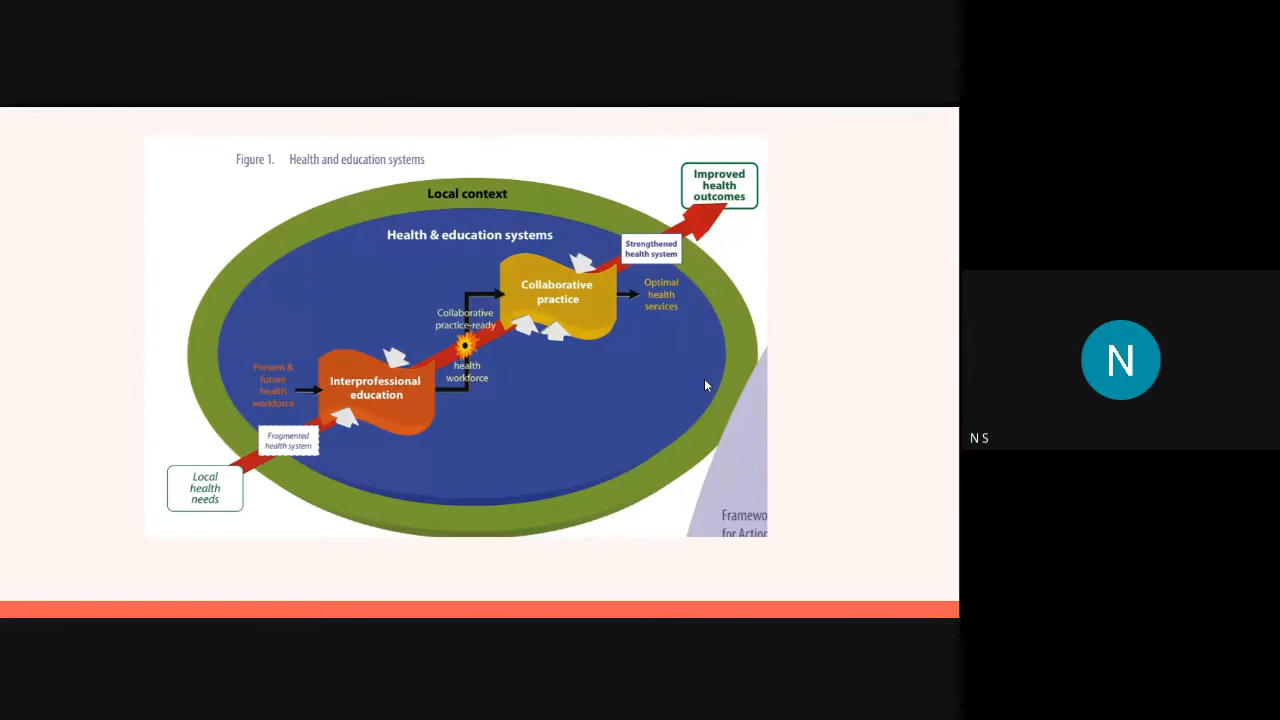 Figure 1. Health and education systems
Improved
health
outcomes
Local context
Health & education systems
Strengthened
health system
Collaborative
practice
Optimal
health
services
Collaborative
practice-ready
health
workforce
Present &
future
health
workforce
Interprofessional
education
Fragmented
health system
Local
health
needs
Framewo
for Action
N
N S